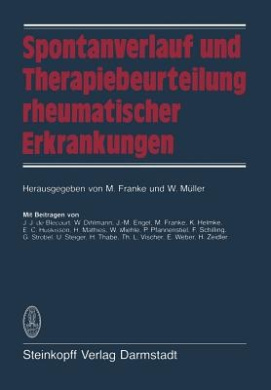 Spontanverlauf und
Therapiebeurteilung
rheumatischer
Erkrankungen
Herausgegeben von M. Franke und W. Müller
Mit Beiträgen von
J. J. de Blécourt, W. Dihlmann, J.-M. Engel, M. Franke, K. Helmke,
E. C. Huskisson, H. Mathies, W. Miehle, P. Pfannenstiel, F. Schilling,
G. Strobel, U. Steiger, H. Thabe, Th. L. Vischer, E. Weber, H. Zeidler
Steinkopff Verlag Darmstadt